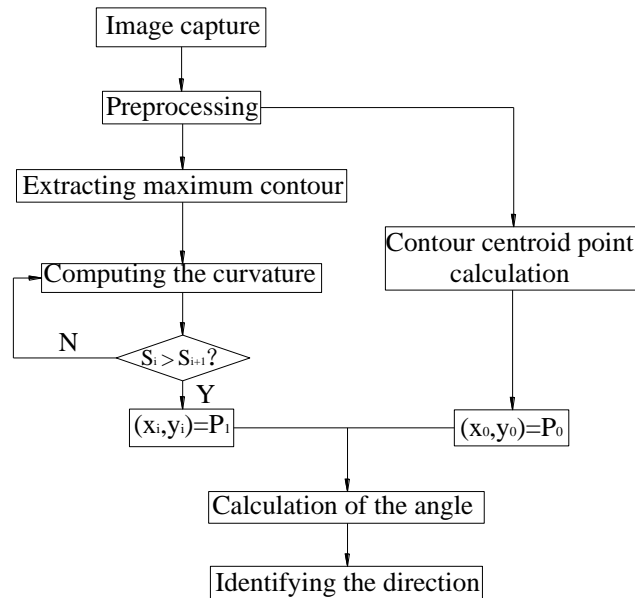 Image capture
Preprocessing
Extracting maximum contour
Contour centroid point
calculation
Computing the curvature
N
Si > Si+1?
Y
(xi,yi)=P1
(x0,y0)=P0
Calculation of the angle
Identifying the direction